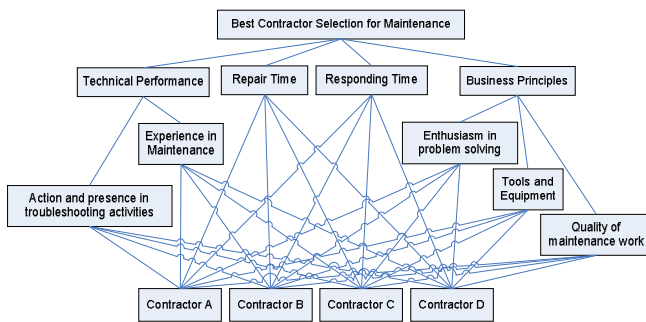 Best Contractor Selection for Maintenance
Technical Performance
Repair Time
Responding Time
Business Principles
Experience in
Maintenance
Enthusiasm in
problem solving
Tools and
Equipment
Action and presence in
troubleshooting activities
Quality of
maintenance work
Contractor A
Contractor B
Contractor C
Contractor D